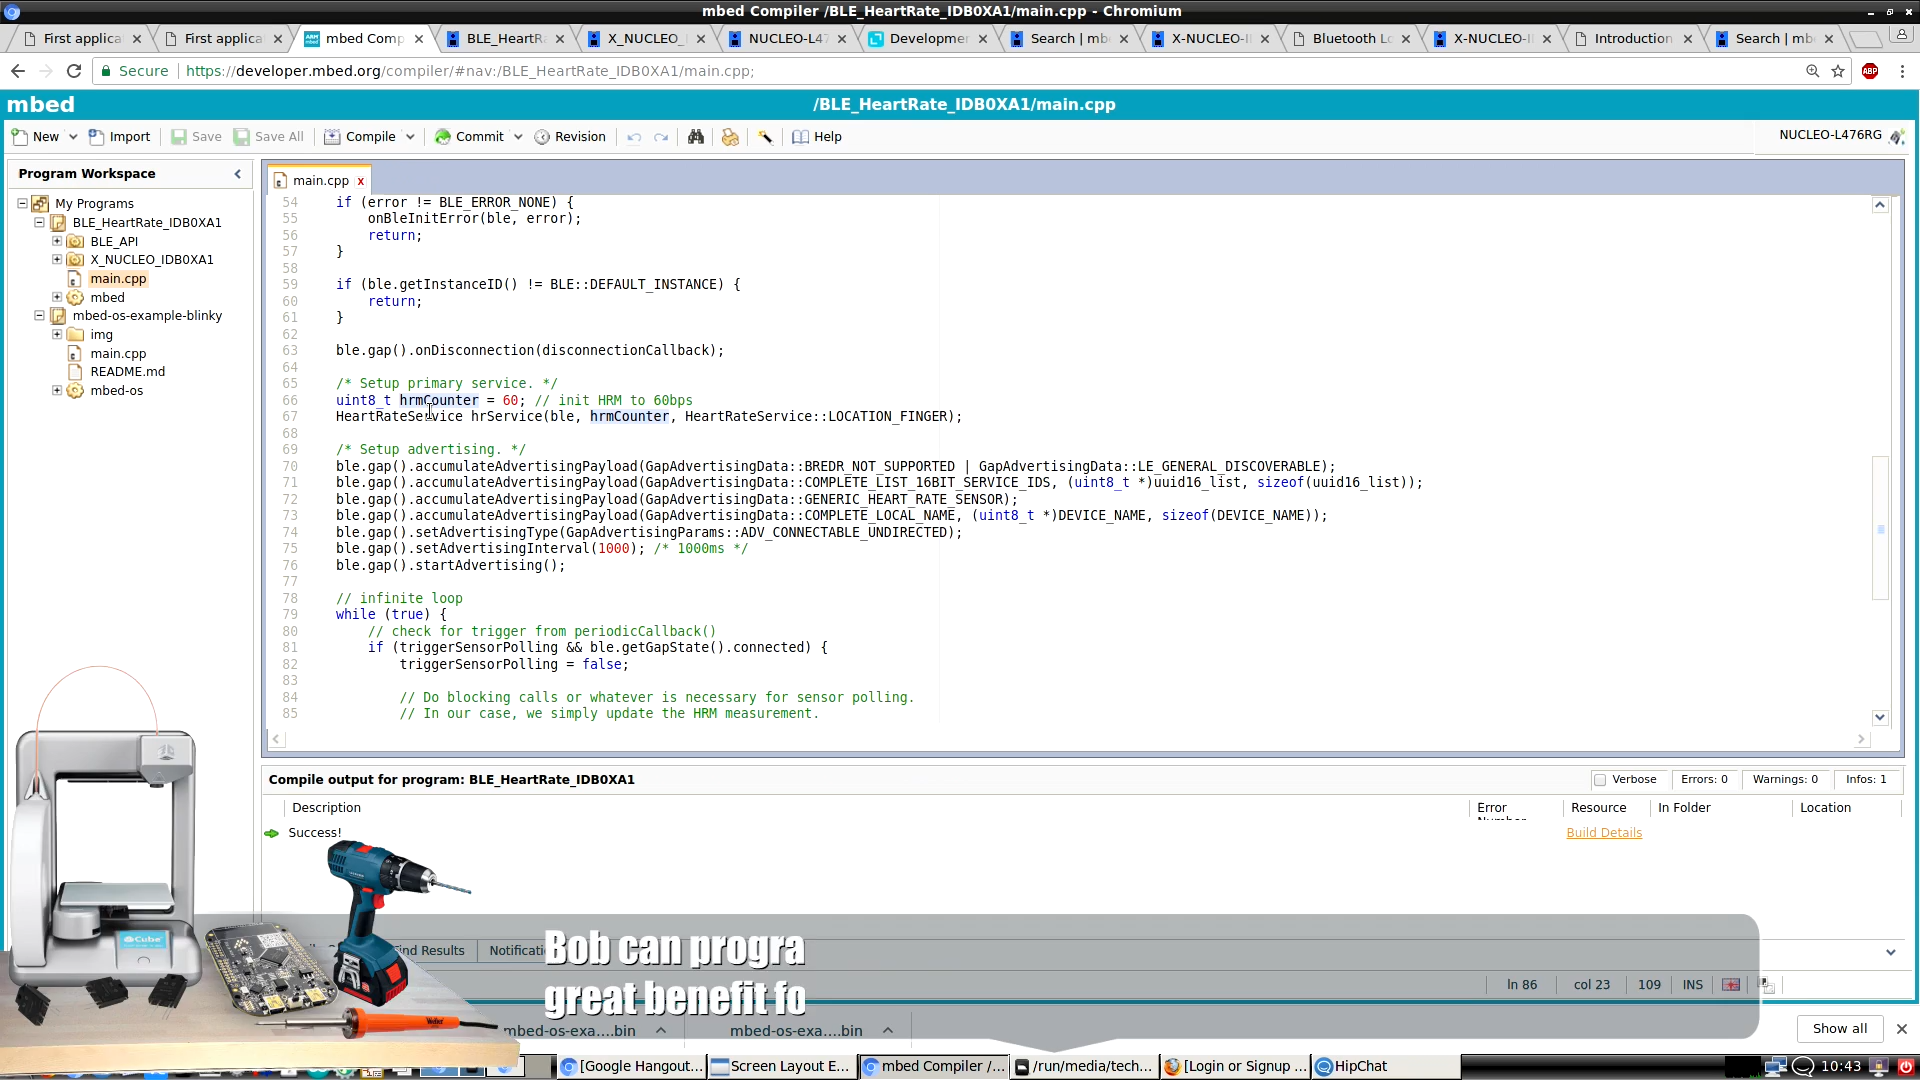 mbed Compiler /BLE_HeartRate_IDB0XA1/main.cpp - Chromium
First applica
First applica
mbed Comp
BLE_HeartR
X_NUCLEO_
NUCLEO-L47
Developme
Search | mb
X-NUCLEO-I
Bluetooth Lo
X-NUCLEO-I
Introduction
Search | mb
Secure https://developer.mbed.org/compiler/#nav:/BLE_HeartRate_IDB0XA1/main.cpp;
ABP
mbed /BLE_HeartRate_IDB0XA1/main.cpp
New Import Save Save All Compile Commit Revision Help NUCLEO-L476RG
Program Workspace
My Programs
BLE_HeartRate_IDB0XA1
BLE_API
X_NUCLEO_IDB0XA1
main.cpp
mbed
mbed-os-example-blinky
img
main.cpp
README.md
mbed-os
main.cpp x
54 if (error != BLE_ERROR_NONE) {
55 onBleInitError(ble, error);
56 return;
57 }
58
59 if (ble.getInstanceID() != BLE::DEFAULT_INSTANCE) {
60 return;
61 }
62
63 ble.gap().onDisconnection(disconnectionCallback);
64
65 /* Setup primary service. */
66 uint8_t hrmCounter = 60; // init HRM to 60bps
67 HeartRateService hrService(ble, hrmCounter, HeartRateService::LOCATION_FINGER);
68
69 /* Setup advertising. */
70 ble.gap().accumulateAdvertisingPayload(GapAdvertisingData::BREDR_NOT_SUPPORTED | GapAdvertisingData::LE_GENERAL_DISCOVERABLE);
71 ble.gap().accumulateAdvertisingPayload(GapAdvertisingData::COMPLETE_LIST_16BIT_SERVICE_IDS, (uint8_t *)uuid16_list, sizeof(uuid16_list));
72 ble.gap().accumulateAdvertisingPayload(GapAdvertisingData::GENERIC_HEART_RATE_SENSOR);
73 ble.gap().accumulateAdvertisingPayload(GapAdvertisingData::COMPLETE_LOCAL_NAME, (uint8_t *)DEVICE_NAME, sizeof(DEVICE_NAME));
74 ble.gap().setAdvertisingType(GapAdvertisingParams::ADV_CONNECTABLE_UNDIRECTED);
75 ble.gap().setAdvertisingInterval(1000); /* 1000ms */
76 ble.gap().startAdvertising();
77
78 // infinite loop
79 while (true) {
80 // check for trigger from periodicCallback()
81 if (triggerSensorPolling && ble.getGapState().connected) {
82 triggerSensorPolling = false;
83
84 // Do blocking calls or whatever is necessary for sensor polling.
85 // In our case, we simply update the HRM measurement.
Compile output for program: BLE_HeartRate_IDB0XA1
Verbose Errors: 0 Warnings: 0 Infos: 1
Description Error Resource In Folder Location
Success! Build Details
Cube
Weller
Find Results
Bob can progra
great benefit fo
ln 86 col 23 109 INS
mbed-os-exa....bin
mbed-os-exa....bin
Show all
[Google Hangout...
Screen Layout E...
mbed Compiler /...
/run/media/tech...
[Login or Signup ...
HipChat
10:43